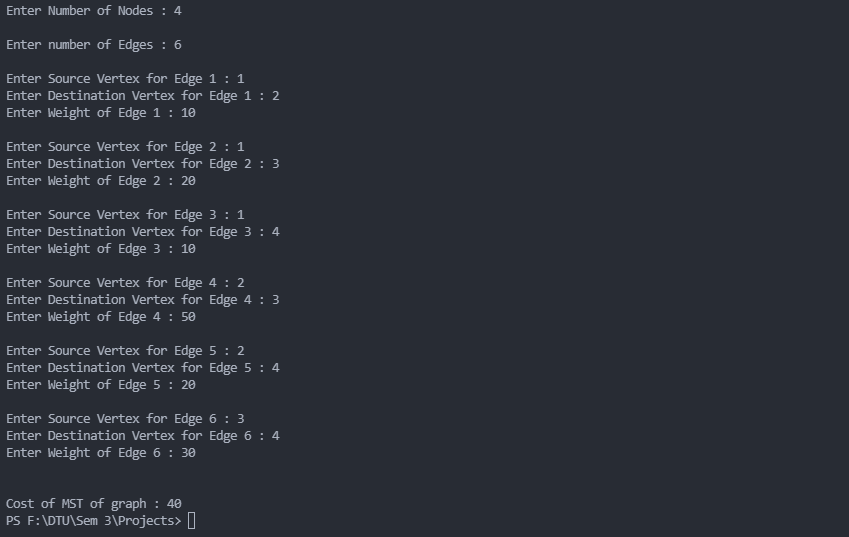 Enter Number of Nodes : 4
Enter number of Edges : 6
Enter Source Vertex for Edge 1 : 1
Enter Destination Vertex for Edge 1 : 2
Enter Weight of Edge 1 : 10
Enter Source Vertex for Edge 2 : 1
Enter Destination Vertex for Edge 2 : 3
Enter Weight of Edge 2 : 20
Enter Source Vertex for Edge 3 : 1
Enter Destination Vertex for Edge 3 : 4
Enter Weight of Edge 3 : 10
Enter Source Vertex for Edge 4 : 2
Enter Destination Vertex for Edge 4 : 3
Enter Weight of Edge 4 : 50
Enter Source Vertex for Edge 5 : 2
Enter Destination Vertex for Edge 5 : 4
Enter Weight of Edge 5 : 20
Enter Source Vertex for Edge 6 : 3
Enter Destination Vertex for Edge 6 : 4
Enter Weight of Edge 6 : 30
Cost of MST of graph : 40
PS F:\DTU\Sem 3\Projects>